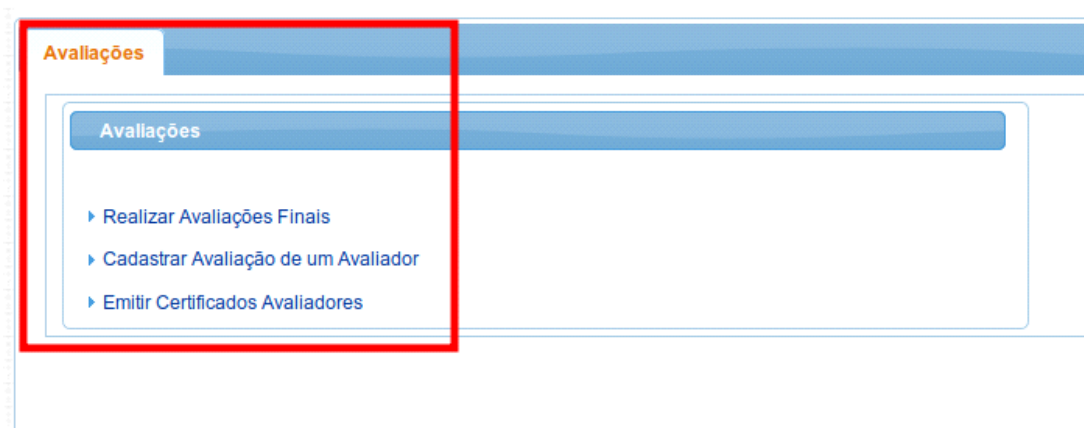 Avaliações
Avaliações
Realizar Avaliações Finais
Cadastrar Avaliação de um Avaliador
Emitir Certificados Avaliadores